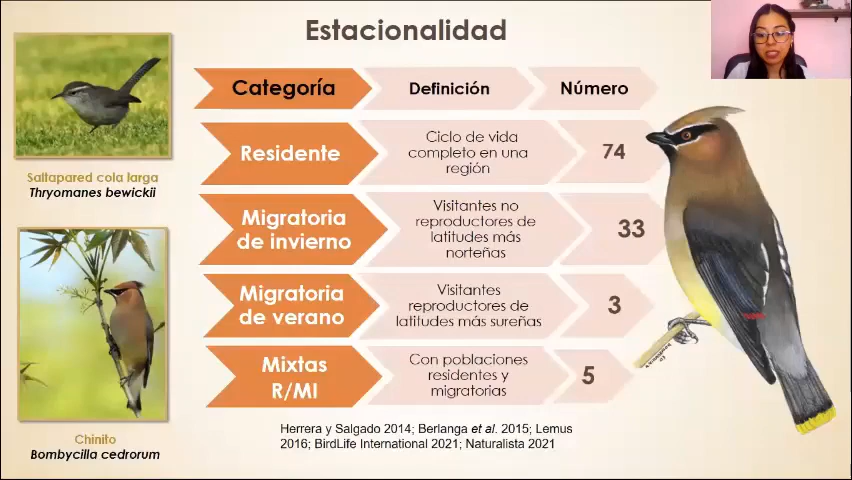 Estacionalidad
Categoría
Definición
Número
Residente
Ciclo de vida
completo en una
región
74
Migratoria
de invierno
Visitantes no
reproductores de
latitudes más
norteñas
33
Migratoria
de verano
Visitantes
reproductores de
latitudes más sureñas
3
Mixtas
R/MI
Con poblaciones
residentes y
migratorias
5
Saltapared cola larga
Thryomanes bewickii
Chinito
Bombycilla cedrorum
Herrera y Salgado 2014; Berlanga et al. 2015; Lemus
2016; BirdLife International 2021; Naturalista 2021